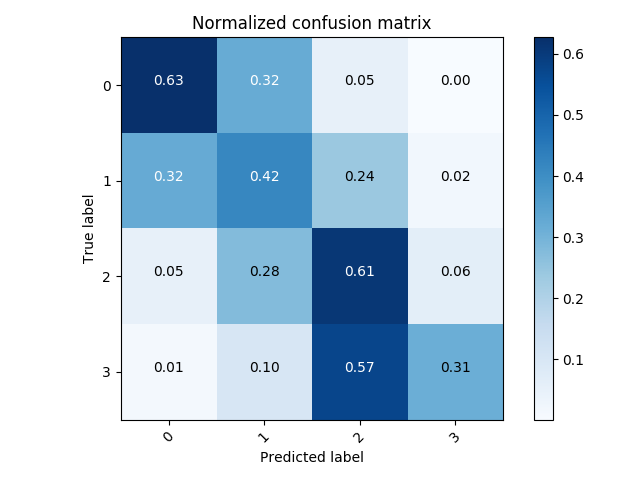 Normalized confusion matrix
0 0.63 0.32 0.05 0.00
1 0.32 0.42 0.24 0.02
2 0.05 0.28 0.61 0.06
3 0.01 0.10 0.57 0.31
0 1 2 3
True label
Predicted label
0.6
0.5
0.4
0.3
0.2
0.1